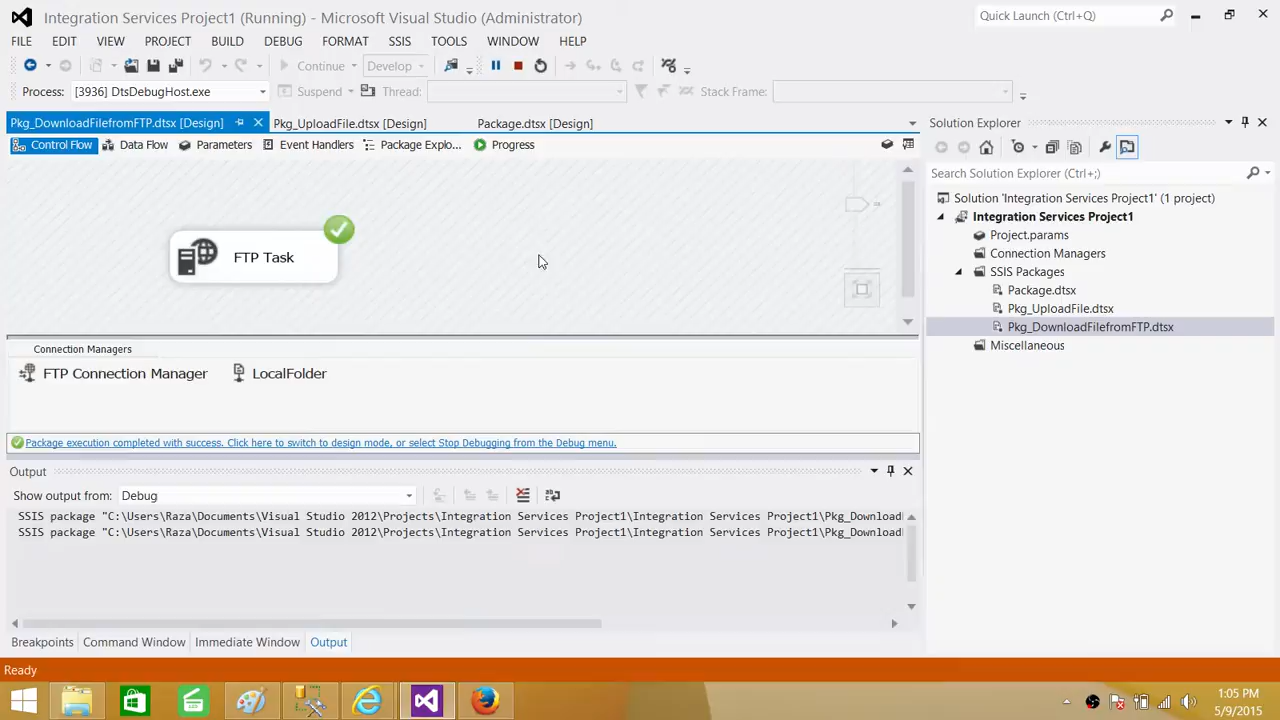 Integration Services Project1 (Running) - Microsoft Visual Studio (Administrator)
Quick Launch (Ctrl+Q)
FILE EDIT VIEW PROJECT BUILD DEBUG FORMAT SSIS TOOLS WINDOW HELP
Continue Develop
Process: [3936] DtsDebugHost.exe Suspend Thread: Stack Frame:
Pkg_DownloadFilefromFTP.dtsx [Design] Pkg_UploadFile.dtsx [Design] Package.dtsx [Design]
Control Flow Data Flow Parameters Event Handlers Package Explo... Progress
FTP Task
Connection Managers
FTP Connection Manager LocalFolder
Package execution completed with success. Click here to switch to design mode, or select Stop Debugging from the Debug menu.
Output
Show output from: Debug
SSIS package "C:\Users\Raza\Documents\Visual Studio 2012\Projects\Integration Services Project1\Integration Services Project1\Pkg_Download
SSIS package "C:\Users\Raza\Documents\Visual Studio 2012\Projects\Integration Services Project1\Integration Services Project1\Pkg_Download
Breakpoints Command Window Immediate Window Output
Solution Explorer
Search Solution Explorer (Ctrl+;)
Solution 'Integration Services Project1' (1 project)
Integration Services Project1
Project.params
Connection Managers
SSIS Packages
Package.dtsx
Pkg_UploadFile.dtsx
Pkg_DownloadFilefromFTP.dtsx
Miscellaneous
Ready
1:05 PM
5/9/2015